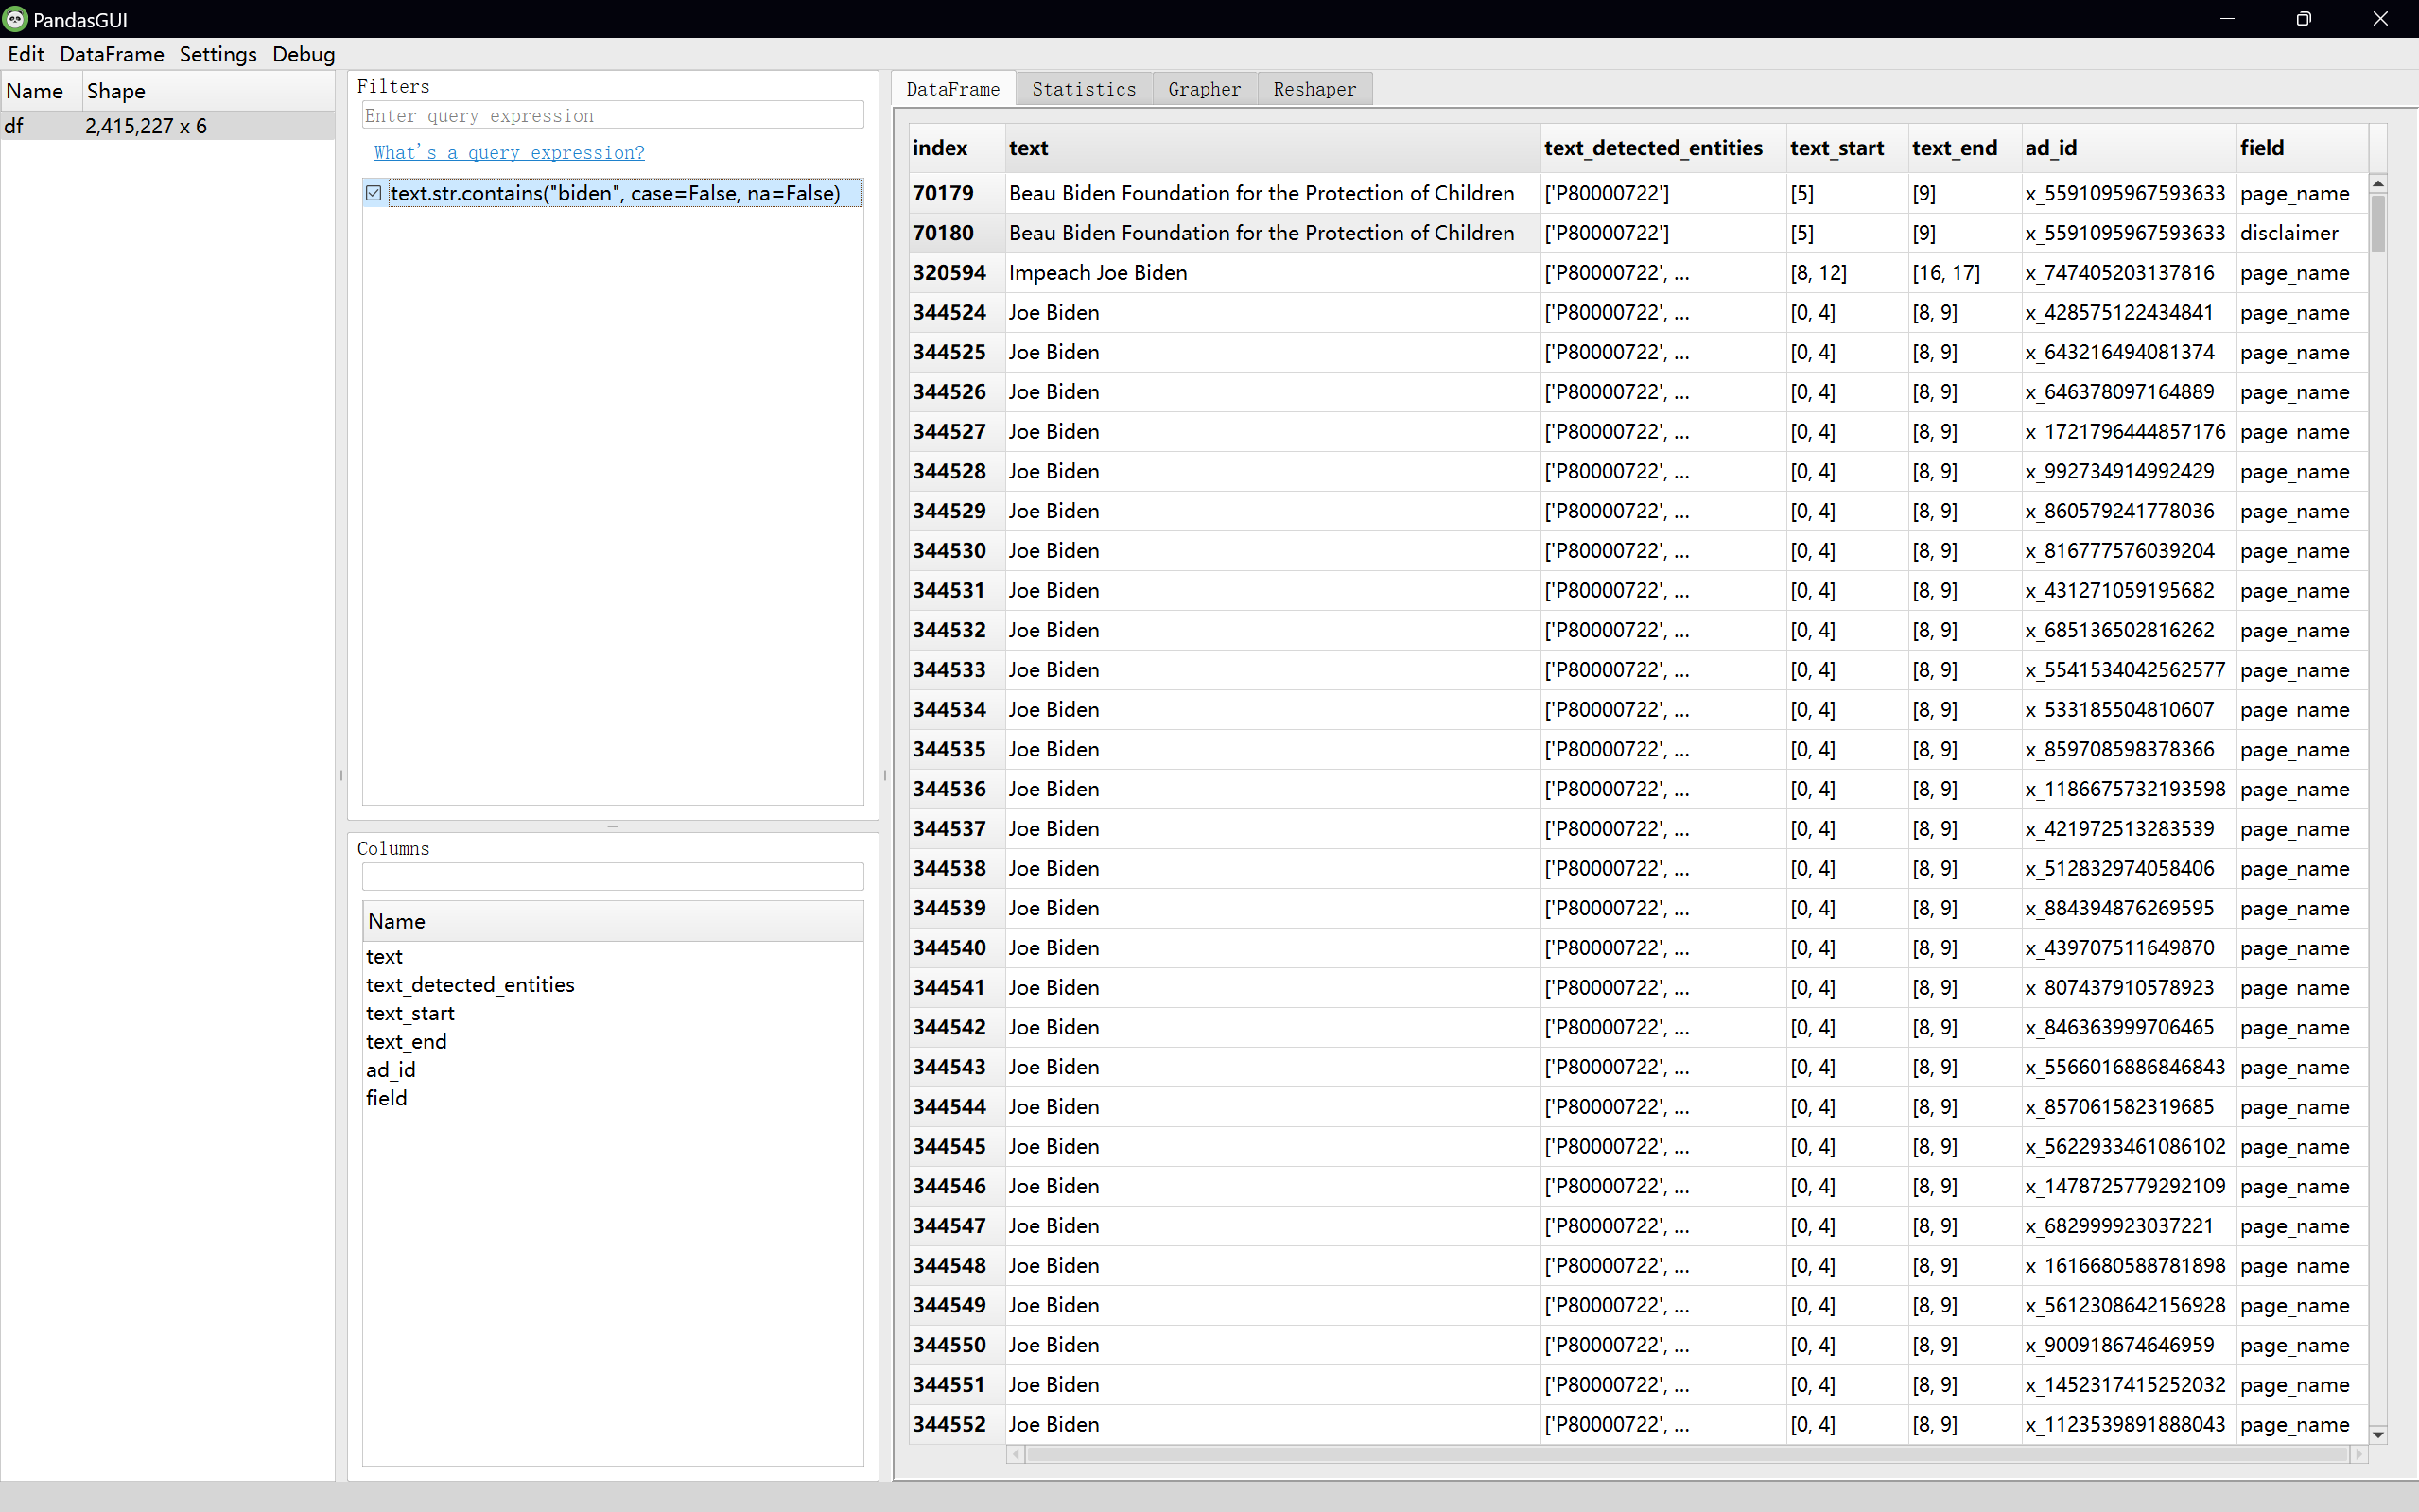 PandasGUI
Edit DataFrame Settings Debug
Name Shape
df 2,415,227 x 6
Filters
Enter query expression
What's a query expression?
text.str.contains("biden", case=False, na=False)
Columns
Name
text
text_detected_entities
text_start
text_end
ad_id
field
DataFrame Statistics Grapher Reshaper
index text text_detected_entities text_start text_end ad_id field
70179 Beau Biden Foundation for the Protection of Children ['P80000722'] [5] [9] x_5591095967593633 page_name
70180 Beau Biden Foundation for the Protection of Children ['P80000722'] [5] [9] x_5591095967593633 disclaimer
320594 Impeach Joe Biden ['P80000722', ... [8, 12] [16, 17] x_747405203137816 page_name
344524 Joe Biden ['P80000722', ... [0, 4] [8, 9] x_428575122434841 page_name
344525 Joe Biden ['P80000722', ... [0, 4] [8, 9] x_643216494081374 page_name
344526 Joe Biden ['P80000722', ... [0, 4] [8, 9] x_646378097164889 page_name
344527 Joe Biden ['P80000722', ... [0, 4] [8, 9] x_1721796444857176 page_name
344528 Joe Biden ['P80000722', ... [0, 4] [8, 9] x_992734914992429 page_name
344529 Joe Biden ['P80000722', ... [0, 4] [8, 9] x_860579241778036 page_name
344530 Joe Biden ['P80000722', ... [0, 4] [8, 9] x_816777576039204 page_name
344531 Joe Biden ['P80000722', ... [0, 4] [8, 9] x_431271059195682 page_name
344532 Joe Biden ['P80000722', ... [0, 4] [8, 9] x_685136502816262 page_name
344533 Joe Biden ['P80000722', ... [0, 4] [8, 9] x_5541534042562577 page_name
344534 Joe Biden ['P80000722', ... [0, 4] [8, 9] x_533185504810607 page_name
344535 Joe Biden ['P80000722', ... [0, 4] [8, 9] x_859708598378366 page_name
344536 Joe Biden ['P80000722', ... [0, 4] [8, 9] x_1186675732193598 page_name
344537 Joe Biden ['P80000722', ... [0, 4] [8, 9] x_421972513283539 page_name
344538 Joe Biden ['P80000722', ... [0, 4] [8, 9] x_512832974058406 page_name
344539 Joe Biden ['P80000722', ... [0, 4] [8, 9] x_884394876269595 page_name
344540 Joe Biden ['P80000722', ... [0, 4] [8, 9] x_439707511649870 page_name
344541 Joe Biden ['P80000722', ... [0, 4] [8, 9] x_807437910578923 page_name
344542 Joe Biden ['P80000722', ... [0, 4] [8, 9] x_846363999706465 page_name
344543 Joe Biden ['P80000722', ... [0, 4] [8, 9] x_5566016886846843 page_name
344544 Joe Biden ['P80000722', ... [0, 4] [8, 9] x_857061582319685 page_name
344545 Joe Biden ['P80000722', ... [0, 4] [8, 9] x_5622933461086102 page_name
344546 Joe Biden ['P80000722', ... [0, 4] [8, 9] x_1478725779292109 page_name
344547 Joe Biden ['P80000722', ... [0, 4] [8, 9] x_682999923037221 page_name
344548 Joe Biden ['P80000722', ... [0, 4] [8, 9] x_1616680588781898 page_name
344549 Joe Biden ['P80000722', ... [0, 4] [8, 9] x_5612308642156928 page_name
344550 Joe Biden ['P80000722', ... [0, 4] [8, 9] x_900918674646959 page_name
344551 Joe Biden ['P80000722', ... [0, 4] [8, 9] x_1452317415252032 page_name
344552 Joe Biden ['P80000722', ... [0, 4] [8, 9] x_1123539891888043 page_name